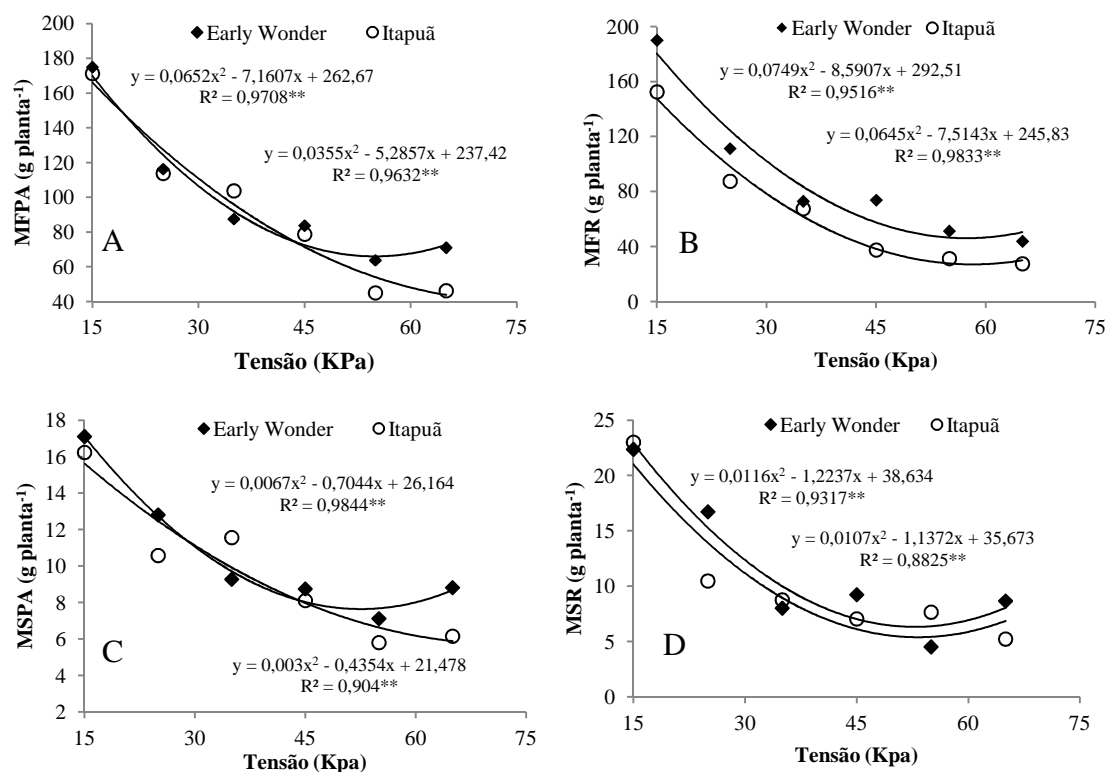 200
180
160
140
120
100
80
60
40
MFPA (g planta⁻¹)
Early Wonder
Itapuã
y = 0,0652x² - 7,1607x + 262,67
R² = 0,9708**
y = 0,0355x² - 5,2857x + 237,42
R² = 0,9632**
A
15 30 45 60 75
Tensão (KPa)
200
160
120
80
40
0
MFR (g planta⁻¹)
Early Wonder
Itapuã
y = 0,0749x² - 8,5907x + 292,51
R² = 0,9516**
y = 0,0645x² - 7,5143x + 245,83
R² = 0,9833**
B
15 30 45 60 75
Tensão (Kpa)
18
16
14
12
10
8
6
4
2
MSPA (g planta⁻¹)
Early Wonder
Itapuã
y = 0,0067x² - 0,7044x + 26,164
R² = 0,9844**
C
y = 0,003x² - 0,4354x + 21,478
R² = 0,904**
15 30 45 60 75
Tensão (Kpa)
25
20
15
10
5
0
MSR (g planta⁻¹)
Early Wonder
Itapuã
y = 0,0116x² - 1,2237x + 38,634
R² = 0,9317**
y = 0,0107x² - 1,1372x + 35,673
R² = 0,8825**
D
15 30 45 60 75
Tensão (Kpa)